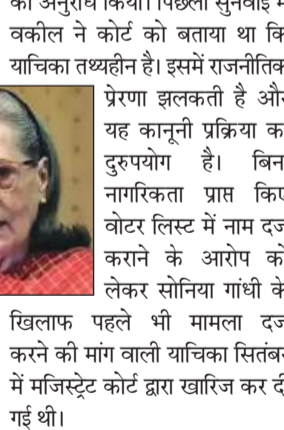 का अनुरोध किया। पिछली सुनवाई में
वकील ने कोर्ट को बताया था कि
याचिका तथ्यहीन है। इसमें राजनीतिक
प्रेरणा झलकती है और
यह कानूनी प्रक्रिया का
दुरुपयोग है। बिना
नागरिकता प्राप्त किए
वोटर लिस्ट में नाम दर्ज
कराने के आरोप को
लेकर सोनिया गांधी के
खिलाफ पहले भी मामला दर्ज
करने की मांग वाली याचिका सितंबर
में मजिस्ट्रेट कोर्ट द्वारा खारिज कर दी
गई थी।